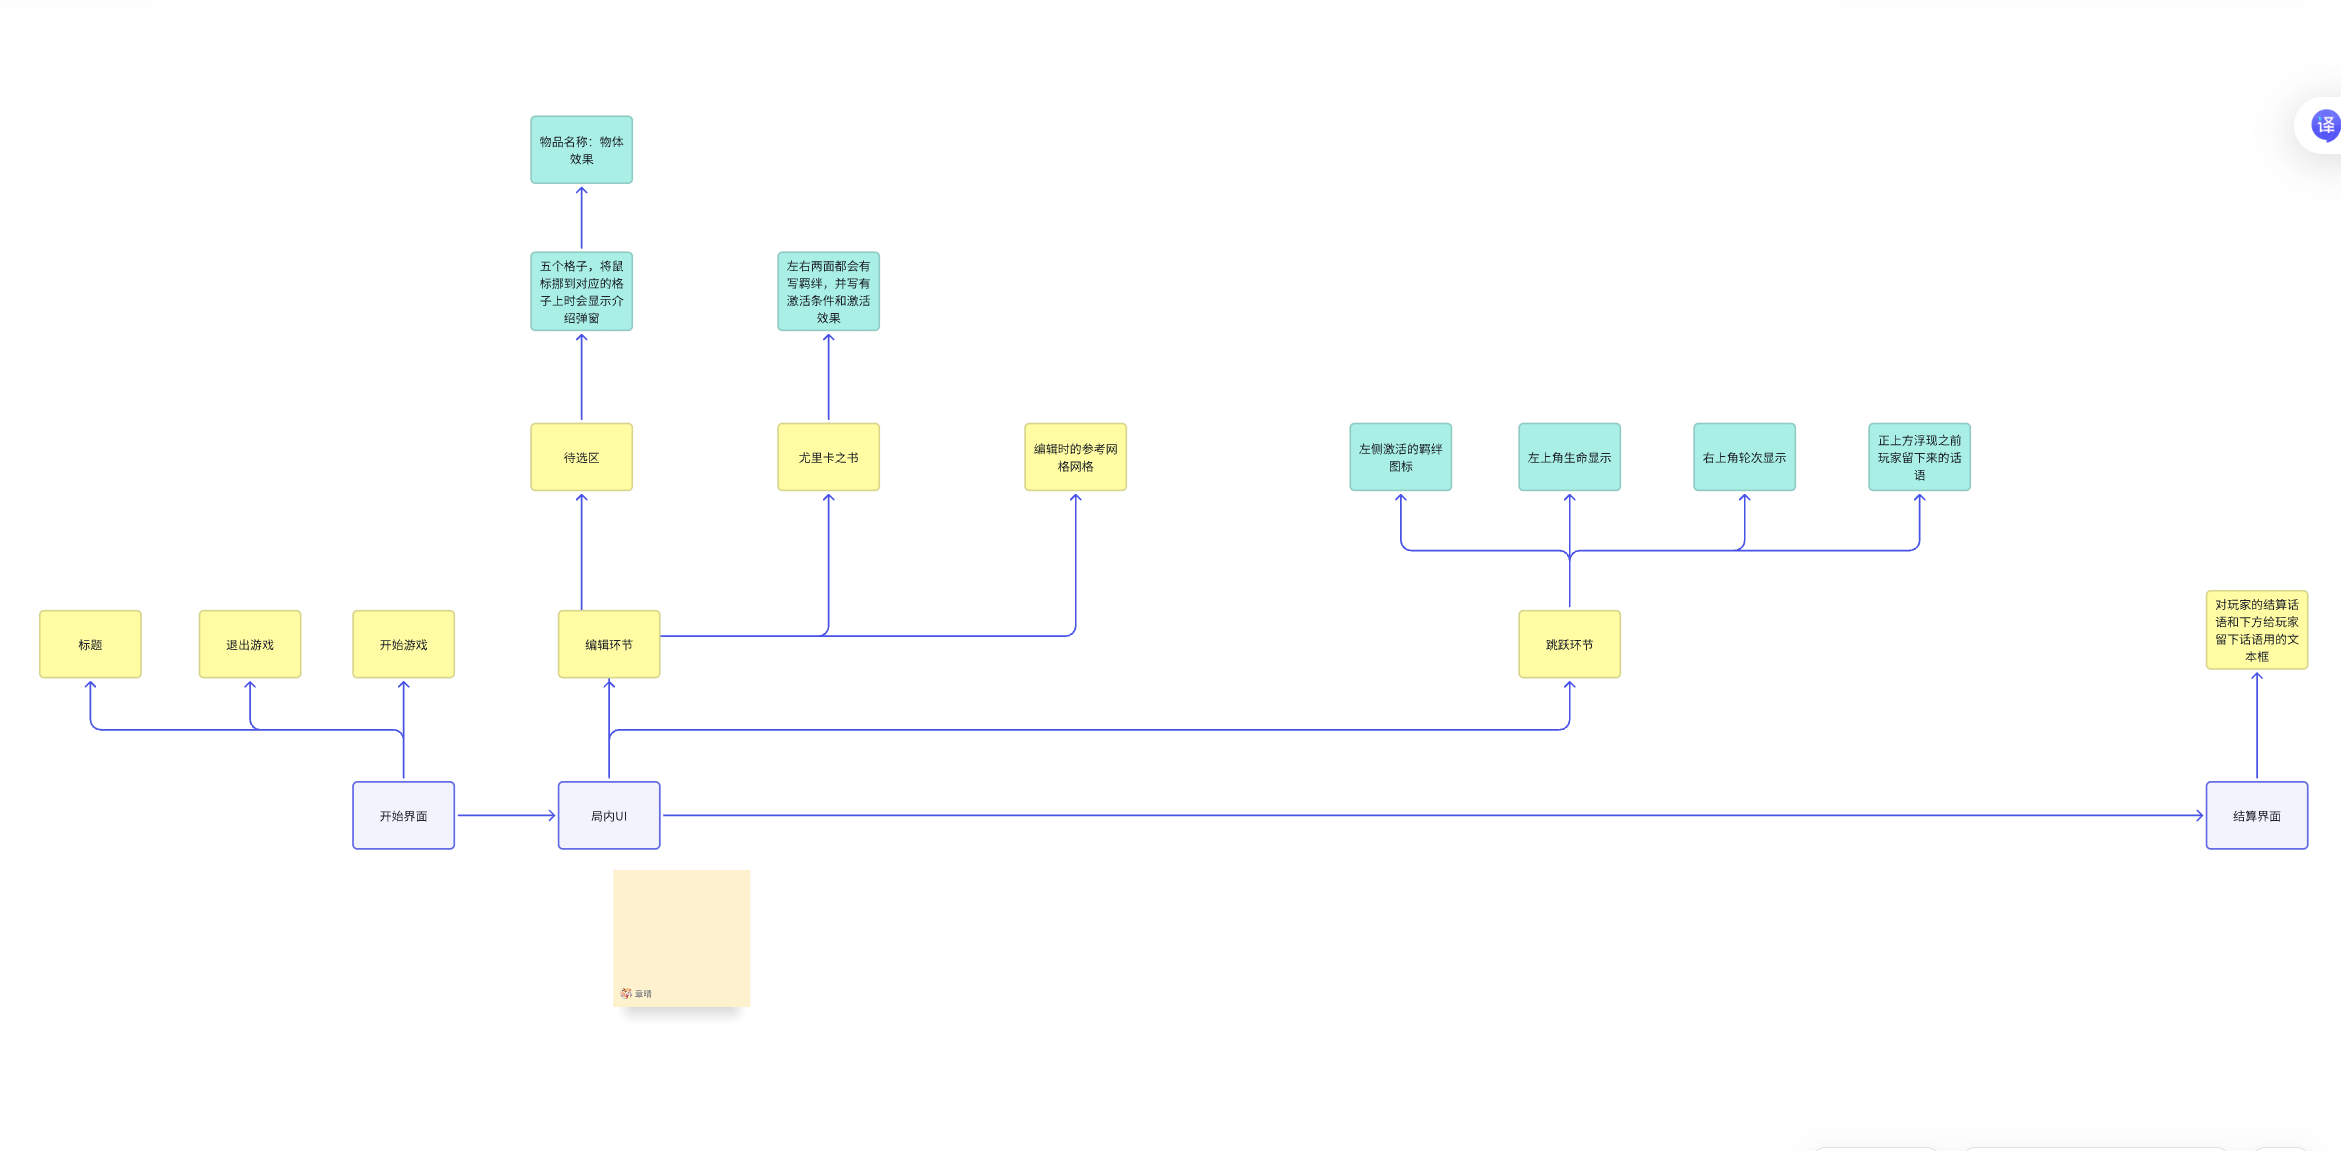 物品名称：物体
效果
五个格子，将鼠
标挪到对应的格
子上时会显示介
绍弹窗
左右两面都会有
写羁绊，并写有
激活条件和激活
效果
待选区
尤里卡之书
编辑时的参考网
格网格
左侧激活的羁绊
图标
左上角生命显示
右上角轮次显示
正上方浮现之前
玩家留下来的话
语
标题
退出游戏
开始游戏
编辑环节
跳跃环节
对玩家的结算话
语和下方给玩家
留下话语用的文
本框
开始界面
局内UI
结算界面
章晴
译